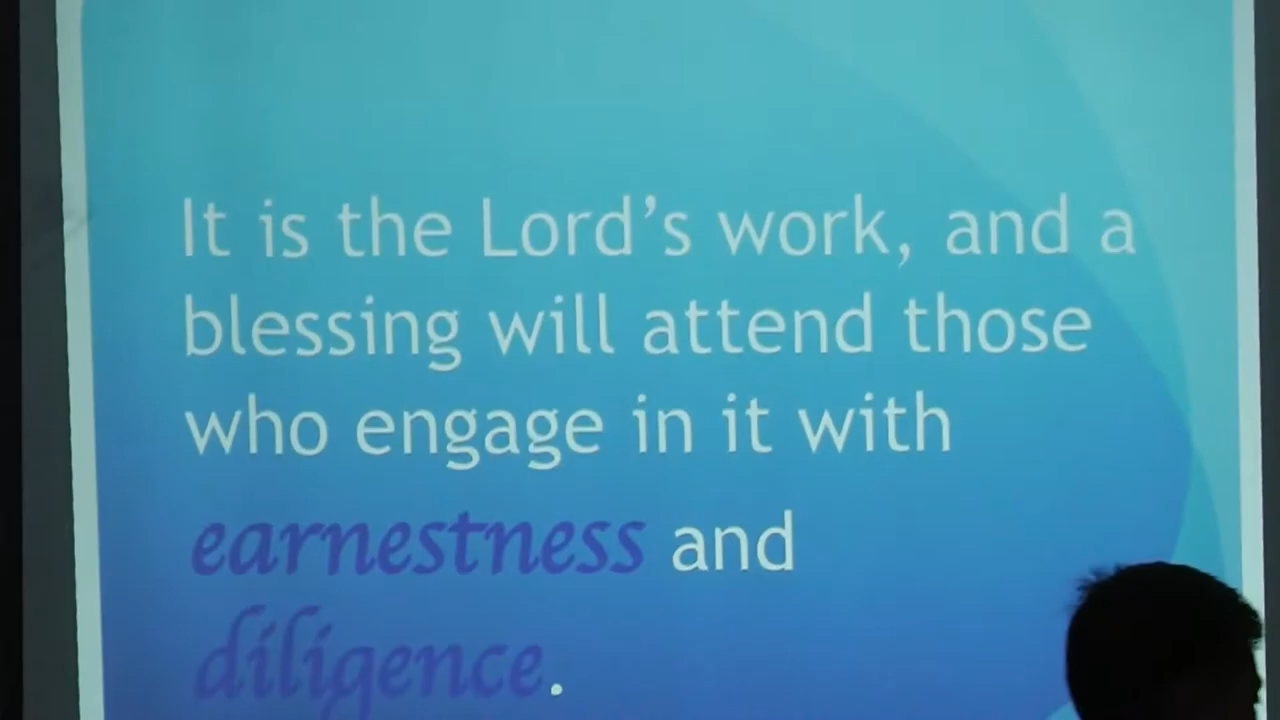 It is the Lord’s work, and a
blessing will attend those
who engage in it with
earnestness and
diligence.